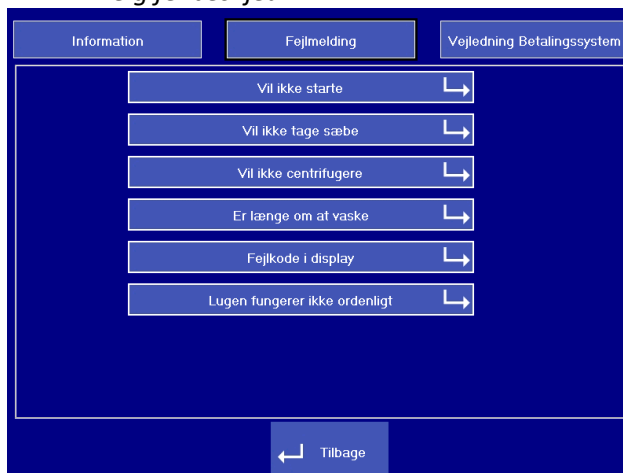 Information
Fejlmelding
Vejledning Betalingssystem
Vil ikke starte
Vil ikke tage sæbe
Vil ikke centrifugere
Er længe om at vaske
Fejlkode i display
Lugen fungerer ikke ordenligt
Tilbage